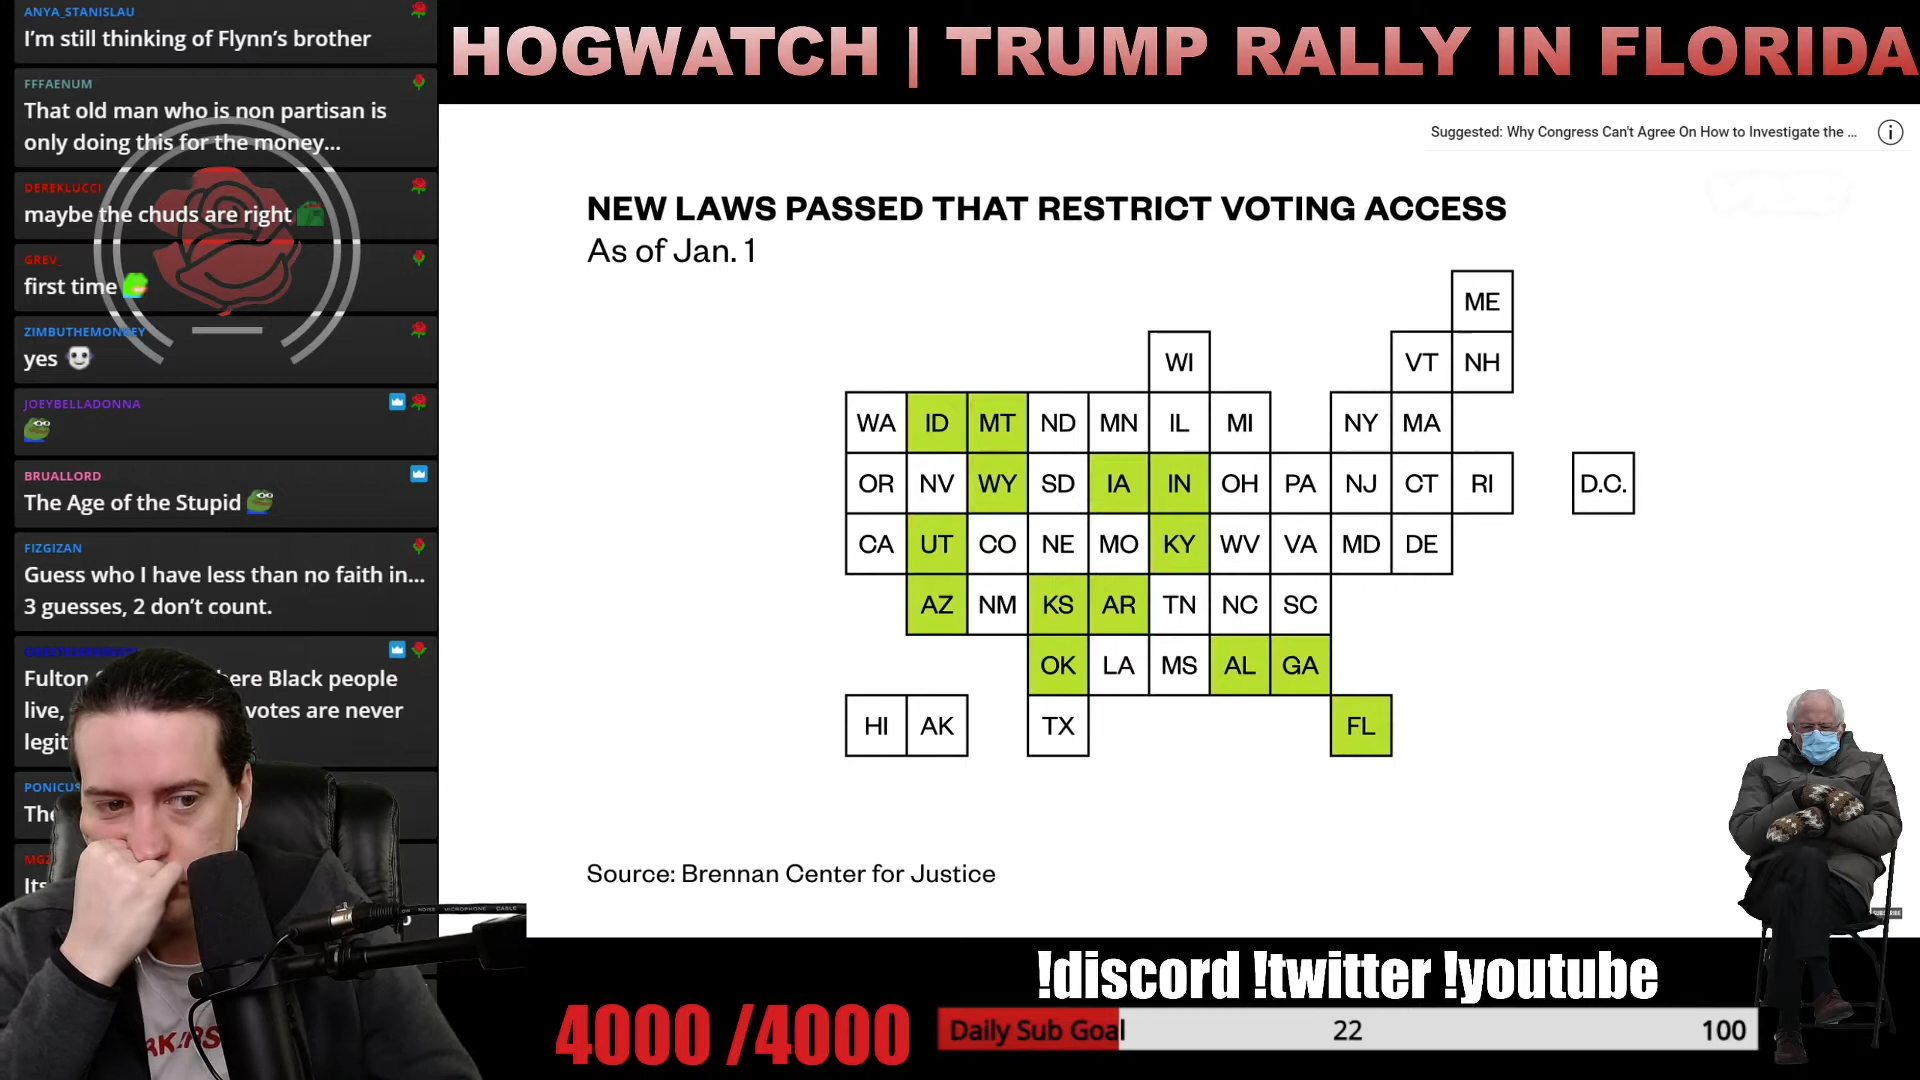 ANYA_STANISLAU
I'm still thinking of Flynn's brother
FFFAENUM
That old man who is non partisan is
only doing this for the money...
DEREKLUCCI
maybe the chuds are right
GREV_
first time
ZIMBUTHEMONKEY
yes
JOEYBELLADONNA
BRUALLORD
The Age of the Stupid
FIZGIZAN
Guess who I have less than no faith in...
3 guesses, 2 don't count.
Fulton
ere Black people
live,
votes are never
legit
PONICUS
The
MGZ
Its
HOGWATCH | TRUMP RALLY IN FLORIDA
Suggested: Why Congress Can't Agree On How to Investigate the ...
NEW LAWS PASSED THAT RESTRICT VOTING ACCESS
As of Jan. 1
ME
WI VT NH
WA ID MT ND MN IL MI NY MA
OR NV WY SD IA IN OH PA NJ CT RI D.C.
CA UT CO NE MO KY WV VA MD DE
AZ NM KS AR TN NC SC
OK LA MS AL GA
HI AK TX FL
Source: Brennan Center for Justice
!discord !twitter !youtube
4000 /4000
Daily Sub Goal 22 100